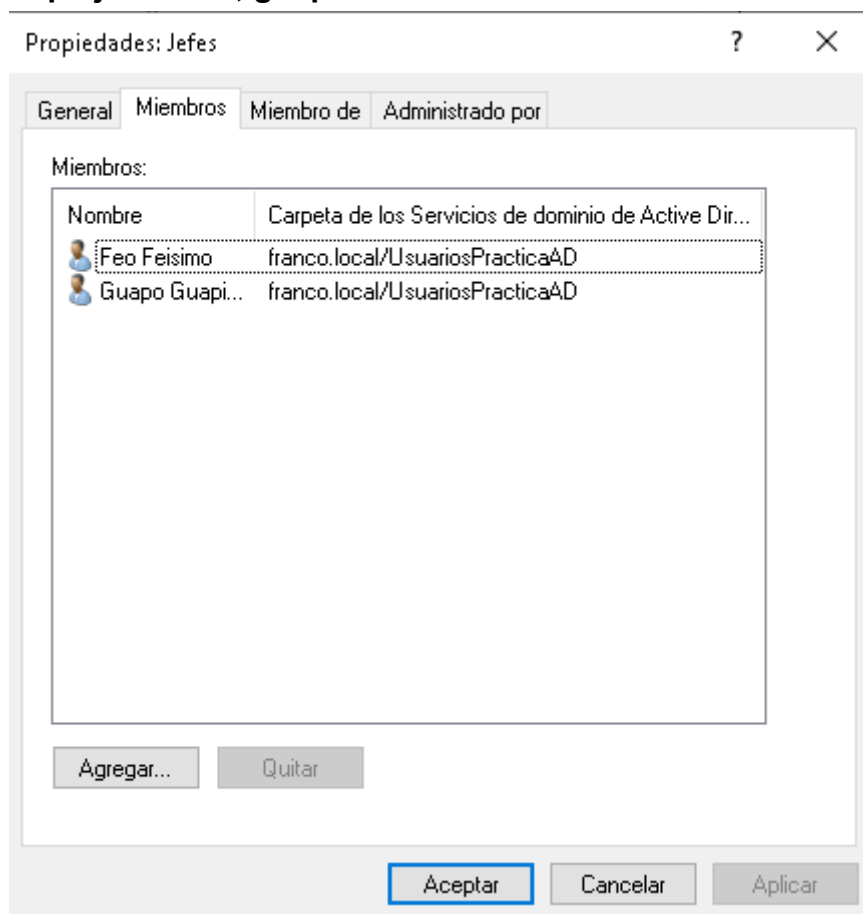 Propiedades: Jefes ? ×
General Miembros Miembro de Administrado por
Miembros:
Nombre Carpeta de los Servicios de dominio de Active Dir...
Feo Feisimo franco.local/UsuariosPracticaAD
Guapo Guapi... franco.local/UsuariosPracticaAD
Agregar... Quitar
Aceptar Cancelar Aplicar